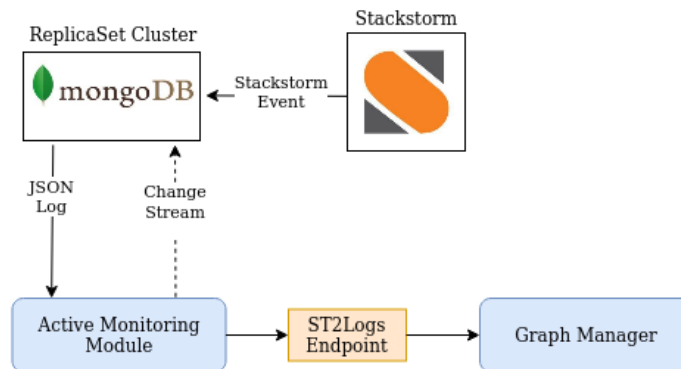 Stackstorm
ReplicaSet Cluster
mongoDB
Stackstorm
Event
JSON
Log
Change
Stream
Active Monitoring
Module
ST2Logs
Endpoint
Graph Manager